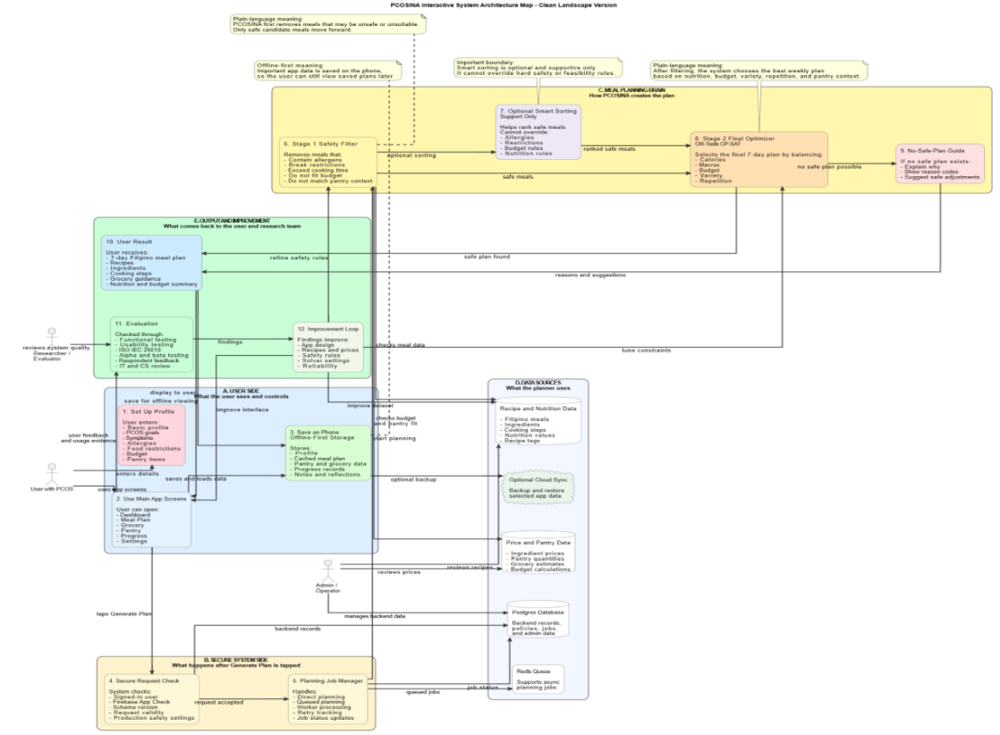 PCOSINA Interactive System Architecture Map - Clean Landscape Version
Plain-language meaning:
PCOSINA first removes meals that may be unsafe or unsuitable.
Only safe candidate meals move forward.
Offline-first meaning:
Important app data is saved on the phone,
so the user can still view saved plans later.
Important boundary:
Smart sorting is optional and supportive only.
It cannot override hard safety or feasibility rules.
Plain-language meaning:
After filtering, the system chooses the best weekly plan
based on nutrition, budget, variety, repetition, and pantry context.
C. MEAL PLANNING BRAIN
How PCOSINA creates the plan
6. Stage 1 Safety Filter
Removes meals that:
- Contain allergens
- Break restrictions
- Exceed cooking time
- Do not fit budget
- Do not match pantry context
optional sorting
safe meals
7. Optional Smart Sorting
Support Only
Helps rank safe meals.
Cannot override:
- Allergies
- Restrictions
- Budget rules
- Nutrition rules
ranked safe meals
8. Stage 2 Final Optimizer
OR-Tools CP-SAT
Selects the final 7-day plan by balancing:
- Calories
- Macros
- Budget
- Variety
- Repetition
no safe plan possible
9. No-Safe-Plan Guide
If no safe plan exists:
- Explain why
- Show reason codes
- Suggest safe adjustments
E. OUTPUT AND IMPROVEMENT
What comes back to the user and research team
10. User Result
User receives:
- 7-day Filipino meal plan
- Recipes
- Ingredients
- Cooking steps
- Grocery guidance
- Nutrition and budget summary
refine safety rules
safe plan found
reasons and suggestions
11. Evaluation
Checked through:
- Functional testing
- Usability testing
- ISO IEC 25010
- Alpha and beta testing
- Respondent feedback
- IT and CS review
findings
12. Improvement Loop
Findings improve:
- App design
- Recipes and prices
- Safety rules
- Solver settings
- Reliability
checks meal data
tune constraints
reviews system quality
Researcher /
Evaluator
A. USER SIDE
What the user sees and controls
display to user
save for offline viewing
improve interface
improve dataset
checks budget
and pantry fit
start planning
1. Set Up Profile
User enters:
- Basic profile
- PCOS goals
- Symptoms
- Allergies
- Food restrictions
- Budget
- Pantry items
user feedback
and usage evidence
enters details
User with PCOS
uses app screens
saves and loads data
3. Save on Phone
Offline-First Storage
Stores:
- Profile
- Cached meal plan
- Pantry and grocery data
- Progress records
- Notes and reflections
optional backup
2. Use Main App Screens
User can open:
- Dashboard
- Meal Plan
- Grocery
- Pantry
- Progress
- Settings
D. DATA SOURCES
What the planner uses
Recipe and Nutrition Data
- Filipino meals
- Ingredients
- Cooking steps
- Nutrition values
- Recipe tags
Optional Cloud Sync
Backup and restore
selected app data
Price and Pantry Data
- Ingredient prices
- Pantry quantities
- Grocery estimates
- Budget calculations
reviews recipes
reviews prices
Admin /
Operator
manages backend data
Postgres Database
Backend records,
policies, jobs,
and admin data
taps Generate Plan
backend records
Redis Queue
Supports async
planning jobs
job status
queued jobs
B. SECURE SYSTEM SIDE
What happens after Generate Plan is tapped
4. Secure Request Check
System checks:
- Signed-in user
- Firebase App Check
- Schema version
- Request validity
- Production safety settings
request accepted
5. Planning Job Manager
Handles:
- Direct planning
- Queued planning
- Worker processing
- Retry tracking
- Job status updates